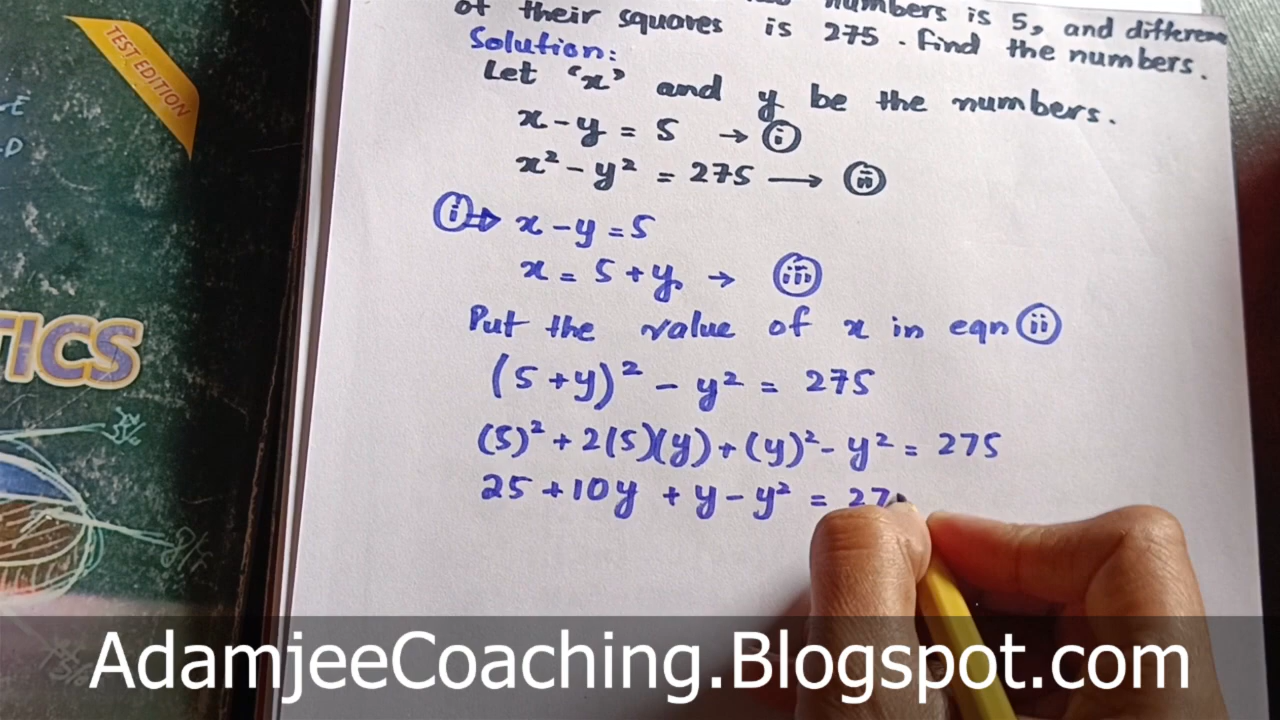 numbers is 5, and difference
of their squares is 275. Find the numbers.
Solution:
Let 'x' and y be the numbers.
x - y = 5 → (i)
x² - y² = 275 → (ii)
(i) ⇒ x - y = 5
x = 5 + y → (iii)
Put the value of x in eqn (ii)
(5 + y)² - y² = 275
(5)² + 2(5)(y) + (y)² - y² = 275
25 + 10y + y - y² = 27
TEST EDITION
TICS
AdamjeeCoaching.Blogspot.com